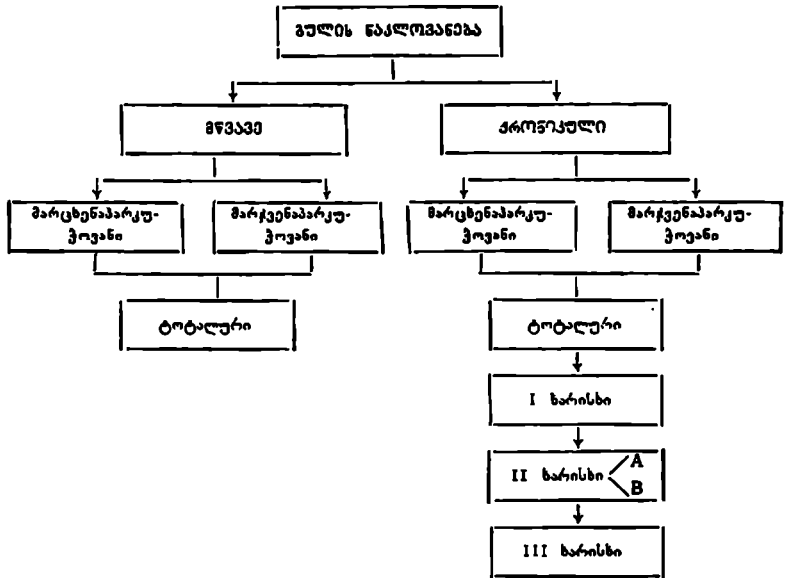 გულის ნაკლოვანება
მწვავე
ქრონიკული
მარცხენაპარკუ-
ჭოვანი
მარჯვენაპარკუ-
ჭოვანი
მარცხენაპარკუ-
ჭოვანი
მარჯვენაპარკუ-
ჭოვანი
ტოტალური
ტოტალური
I ხარისხი
II ხარისხი A
B
III ხარისხი